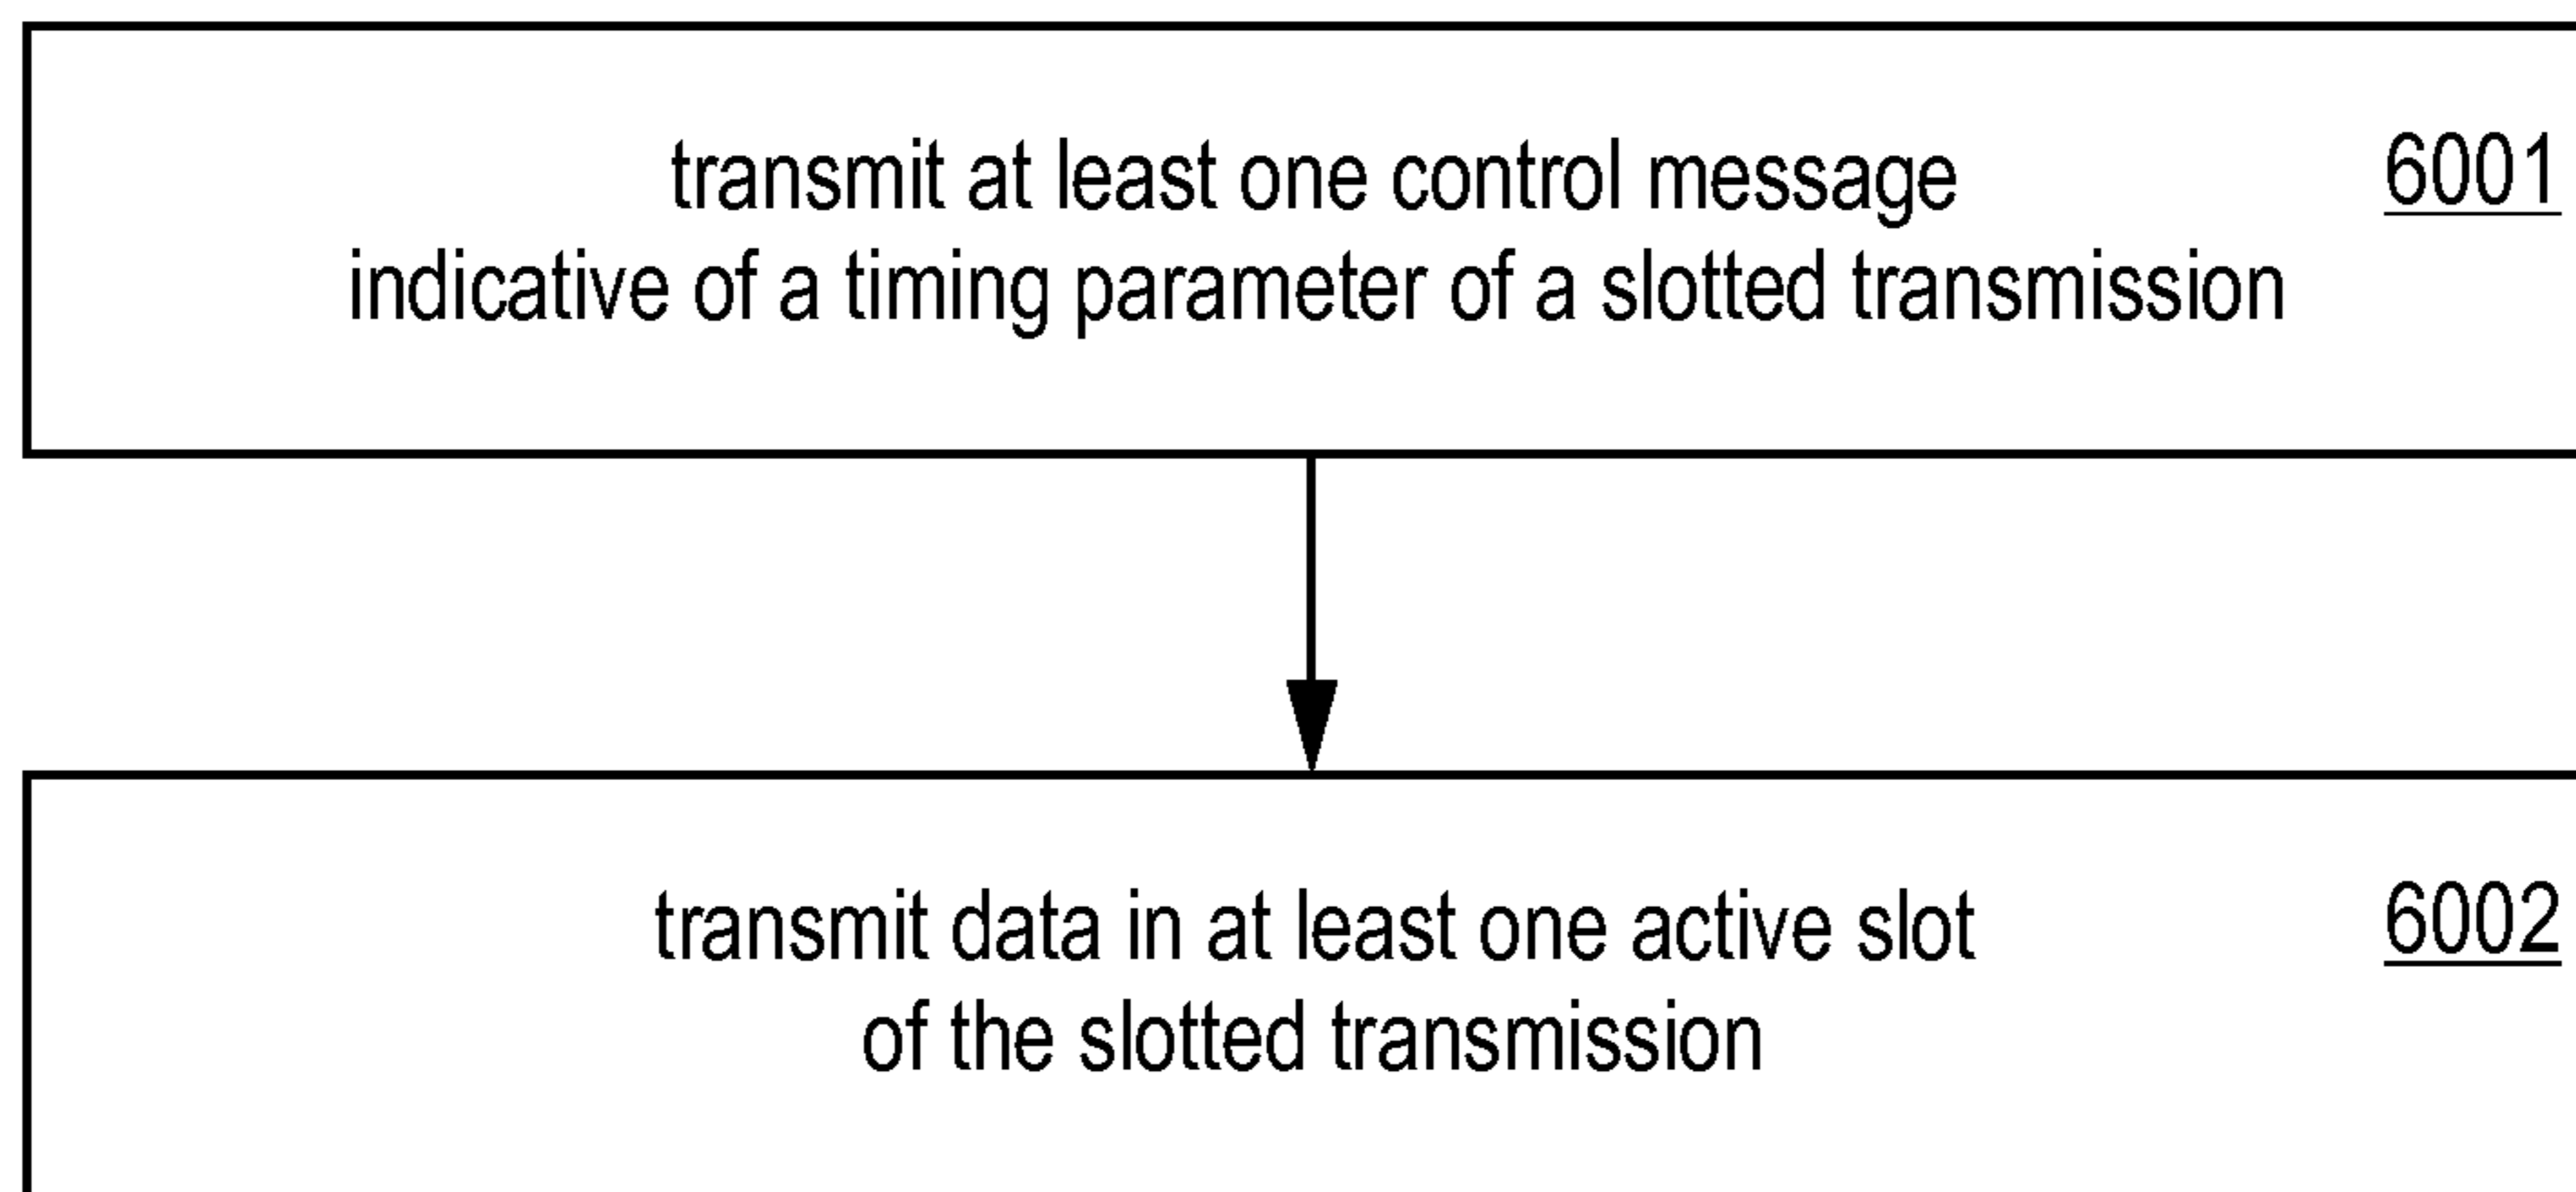 transmit at least one control message 6001
indicative of a timing parameter of a slotted transmission
transmit data in at least one active slot 6002
of the slotted transmission